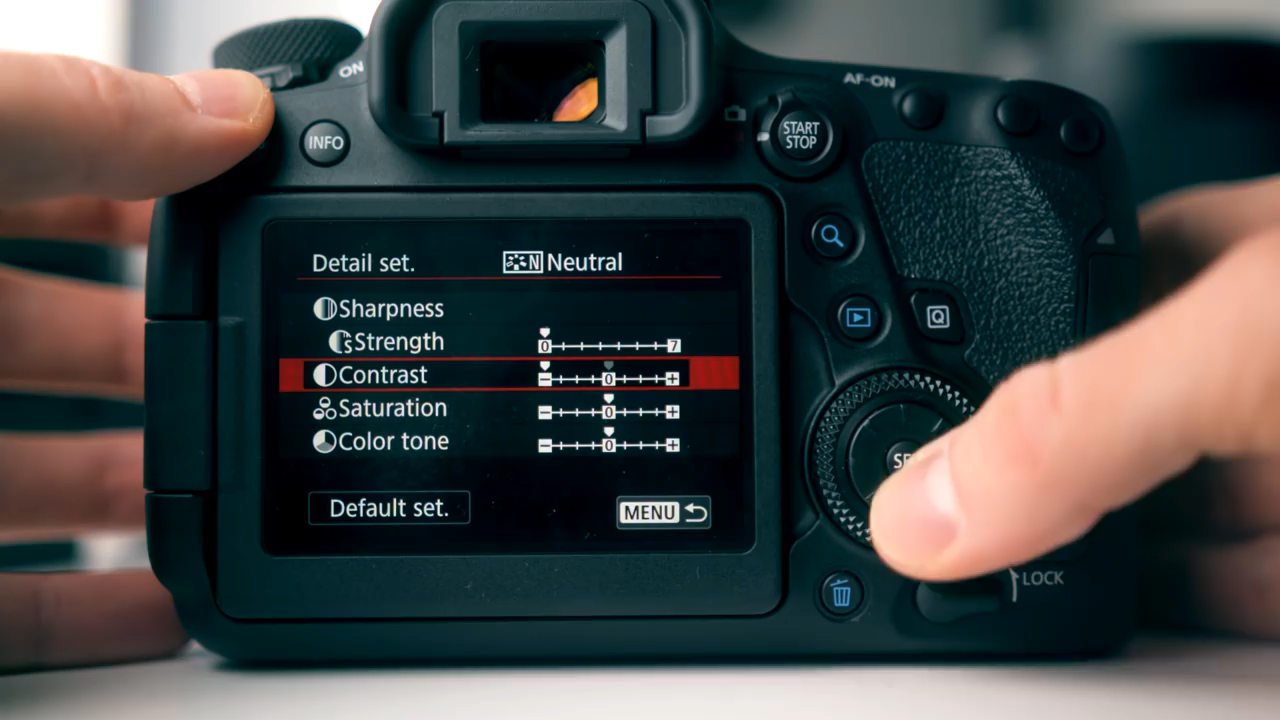 ON
AF-ON
INFO
START
STOP
Detail set. N Neutral
Sharpness
S Strength 0 7
Contrast − 0 +
Saturation − 0 +
Color tone − 0 +
Default set. MENU
Q
LOCK